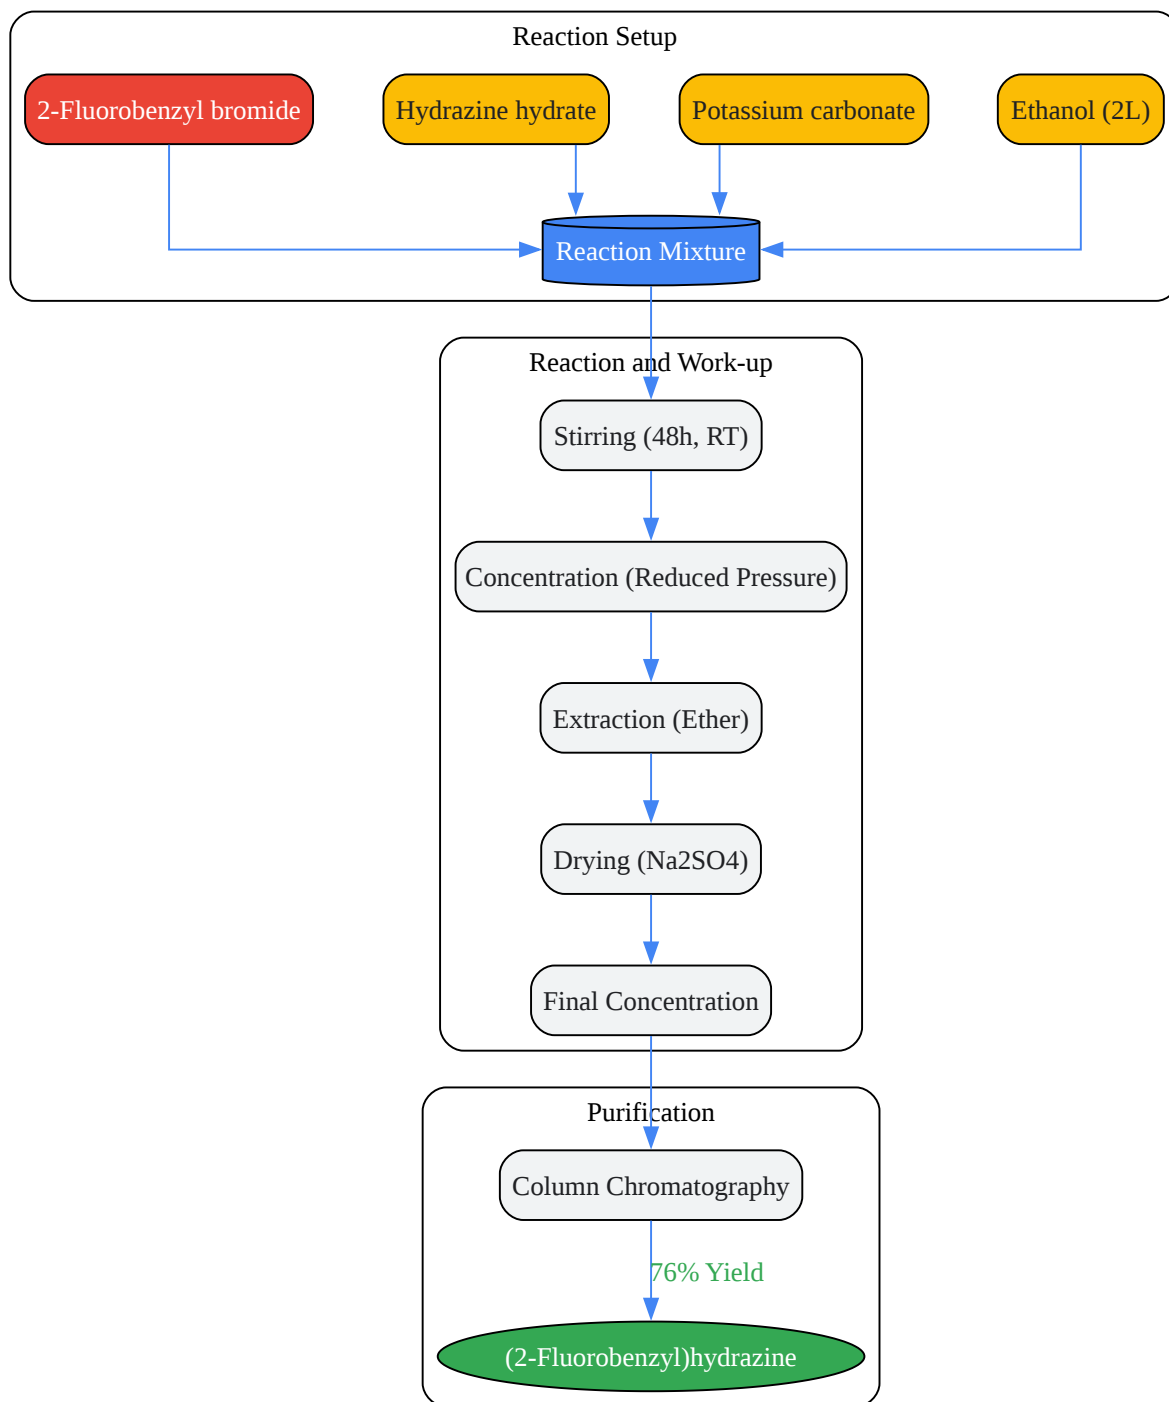 Reaction Setup
2-Fluorobenzyl bromide
Hydrazine hydrate
Potassium carbonate
Ethanol (2L)
Reaction Mixture
Reaction and Work-up
Stirring (48h, RT)
Concentration (Reduced Pressure)
Extraction (Ether)
Drying (Na2SO4)
Final Concentration
Purification
Column Chromatography
76% Yield
(2-Fluorobenzyl)hydrazine